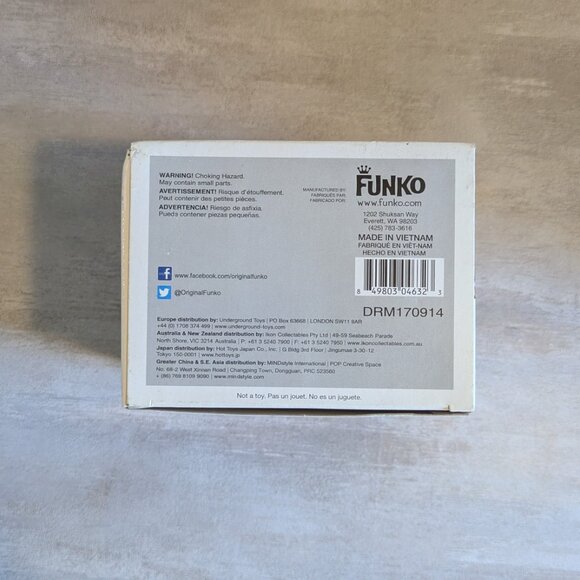 WARNING! Choking Hazard.
May contain small parts.
AVERTISSEMENT! Risque d'étouffement.
Peut contenir des petites pièces.
ADVERTENCIA! Riesgo de asfixia.
Pueds contener piezas pequeñas.
MANUFACTURED BY:
FABRIQUÉS PAR:
FABRICADO POR:
FUNKO
www.funko.com
1202 Shuksan Way
Everett, WA 98203
(425) 783-3616
MADE IN VIETNAM
FABRIQUÉ EN VIÊT-NAM
HECHO EN VIETNAM
8 49803 04632 3
DRM170914
www.facebook.com/originalfunko
@OriginalFunko
Europe distribution by: Underground Toys | PO Box 63668 | LONDON SW11 9AR
+44 (0) 1708 374 499 | www.underground-toys.com
Australia & New Zealand distribution by: Ikon Collectables Pty Ltd | 49-59 Seabeach Parade
North Shore, VIC 3214 Australia | P: +61 3 5240 7900 | F: +61 3 5240 7950 | www.ikoncollectables.com.au
Japan distribution by: Hot Toys Japan Co., Inc. | G.Bldg 3rd Floor | Jingumae 3-30-12
Tokyo 150-0001 | www.hottoys.jp
Greater China & S.E. Asia distribution by: MINDstyle International | POP Creative Space
No. 68-2 West Xinnan Road | Changping Town, Dongguan, PRC 523560
+ (86) 769 8109 9090 | www.mindstyle.com
Not a toy. Pas un jouet. No es un juguete.